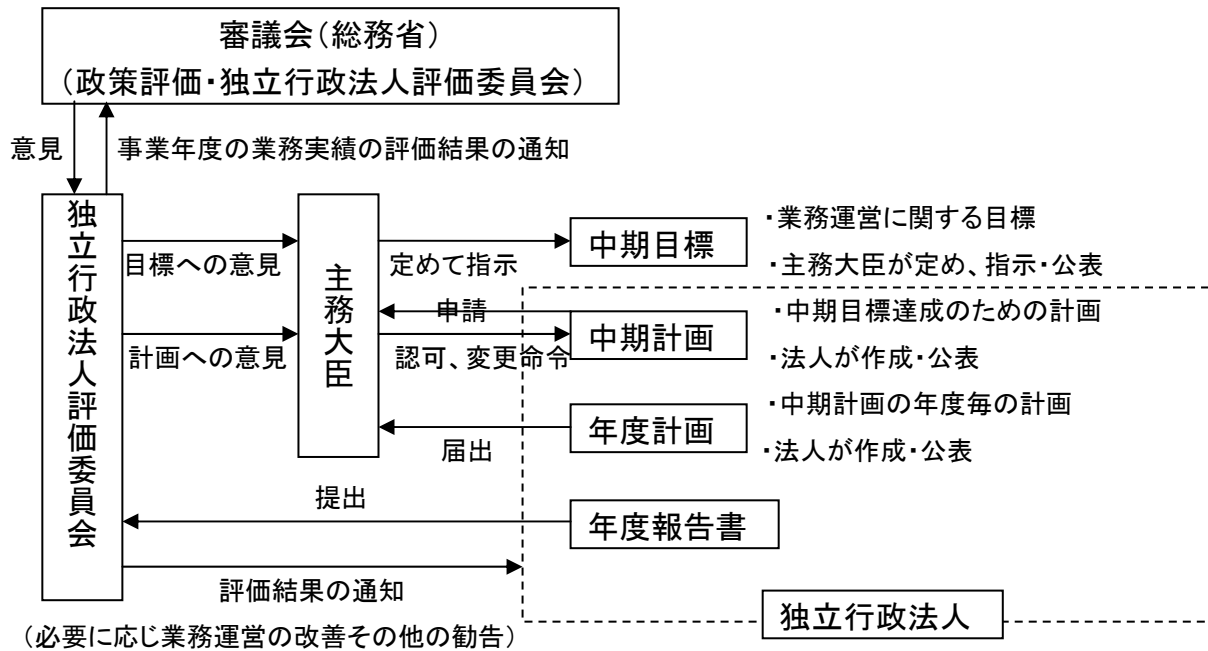 審議会(総務省)
(政策評価・独立行政法人評価委員会)
意見
事業年度の業務実績の評価結果の通知
独立行政法人評価委員会
目標への意見
計画への意見
主務大臣
定めて指示
申請
認可、変更命令
届出
提出
評価結果の通知
(必要に応じ業務運営の改善その他の勧告)
中期目標
・業務運営に関する目標
・主務大臣が定め、指示・公表
中期計画
・中期目標達成のための計画
・法人が作成・公表
年度計画
・中期計画の年度毎の計画
・法人が作成・公表
年度報告書
独立行政法人